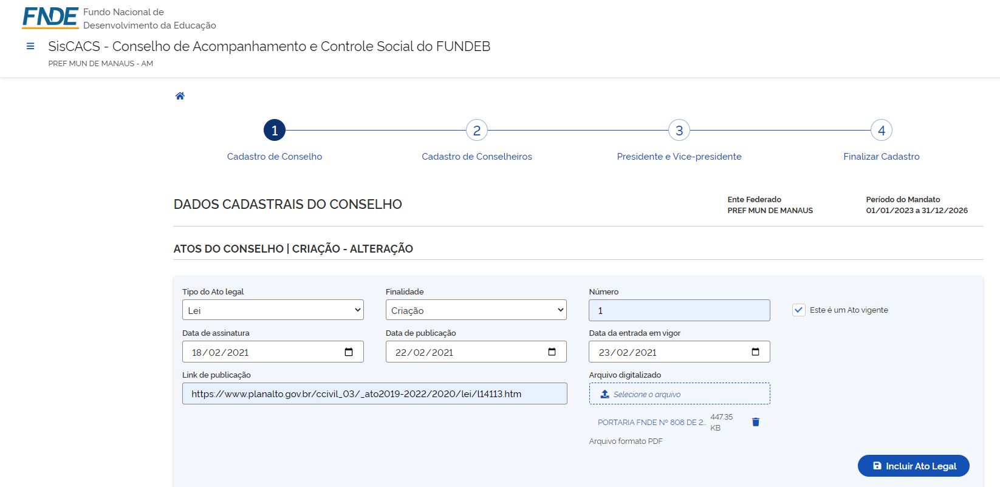 FNDE
Fundo Nacional de
Desenvolvimento da Educação
SisCACS - Conselho de Acompanhamento e Controle Social do FUNDEB
PREF MUN DE MANAUS - AM
1
2
3
4
Cadastro de Conselho
Cadastro de Conselheiros
Presidente e Vice-presidente
Finalizar Cadastro
DADOS CADASTRAIS DO CONSELHO
Ente Federado
PREF MUN DE MANAUS
Período do Mandato
01/01/2023 a 31/12/2026
ATOS DO CONSELHO | CRIAÇÃO - ALTERAÇÃO
Tipo do Ato legal
Lei
Finalidade
Criação
Número
1
Este é um Ato vigente
Data de assinatura
18/02/2021
Data de publicação
22/02/2021
Data da entrada em vigor
23/02/2021
Link de publicação
https://www.planalto.gov.br/ccivil_03/_ato2019-2022/2020/lei/l14113.htm
Arquivo digitalizado
Selecione o arquivo
PORTARIA FNDE Nº 808 DE 2...
447.35
KB
Arquivo formato PDF
Incluir Ato Legal